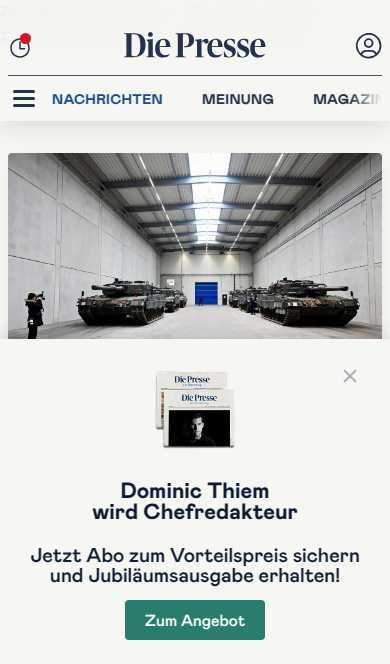 Die Presse
NACHRICHTEN MEINUNG MAGAZIN
Die Presse
Die Presse
Dominic Thiem
wird Chefredakteur
Jetzt Abo zum Vorteilspreis sichern
und Jubiläumsausgabe erhalten!
Zum Angebot